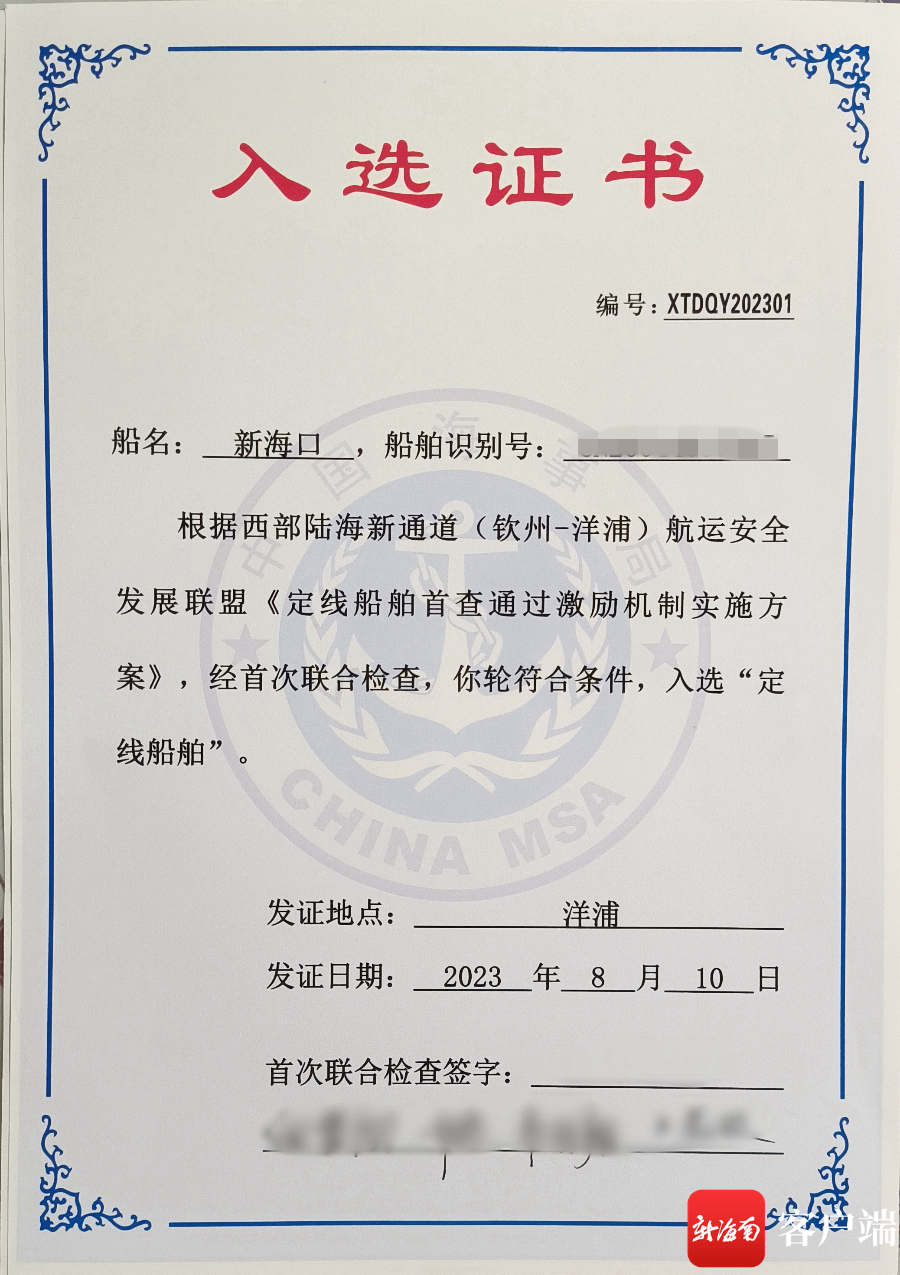 入选证书
编号：XTDQY202301
船名：新海口，船舶识别号：
根据西部陆海新通道（钦州-洋浦）航运安全
发展联盟《定线船舶首查通过激励机制实施方
案》，经首次联合检查，你轮符合条件，入选“定
线船舶”。
中国海事局
CHINA MSA
发证地点：洋浦
发证日期：2023年8月10日
首次联合检查签字：
新海南 客户端